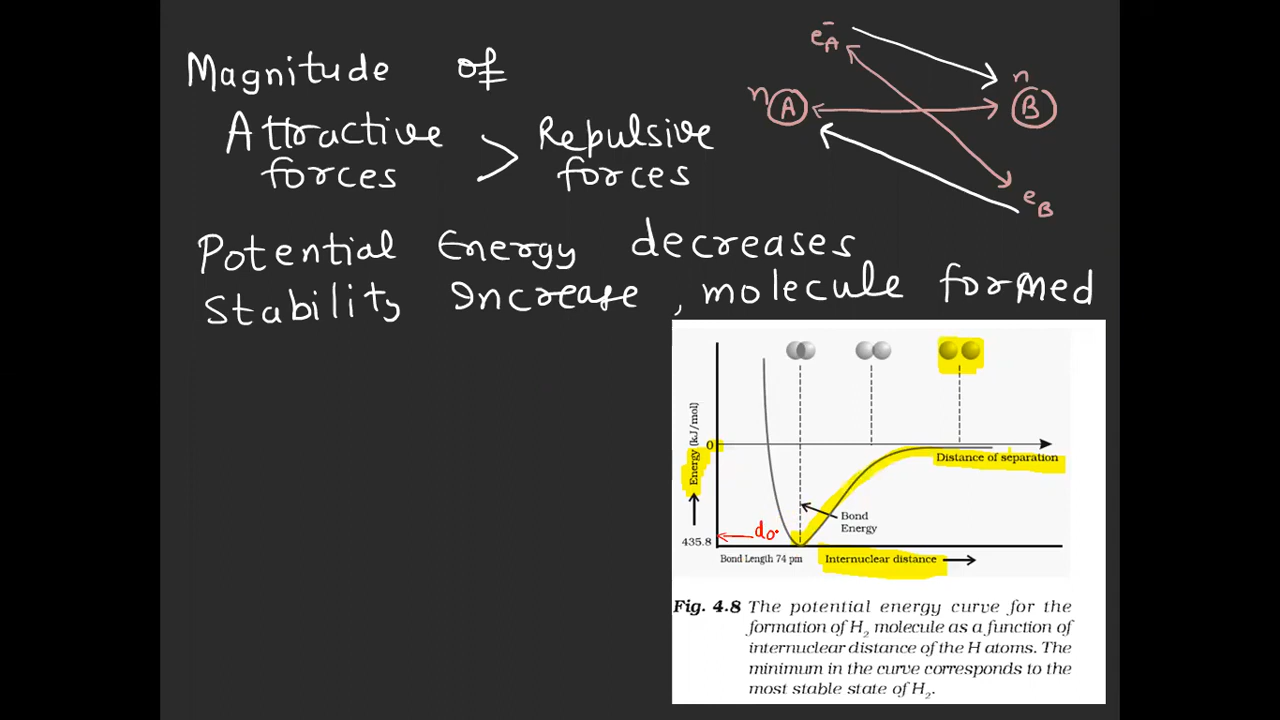 Magnitude of
Attractive forces > Repulsive forces
Potential Energy decreases
Stability Increase, molecule formed
e⁻A
nA
n
B
eB
Energy (kJ/mol)
0
435.8
Distance of separation
Bond
Energy
do
Bond Length 74 pm
Internuclear distance
Fig. 4.8 The potential energy curve for the
formation of H₂ molecule as a function of
internuclear distance of the H atoms. The
minimum in the curve corresponds to the
most stable state of H₂.